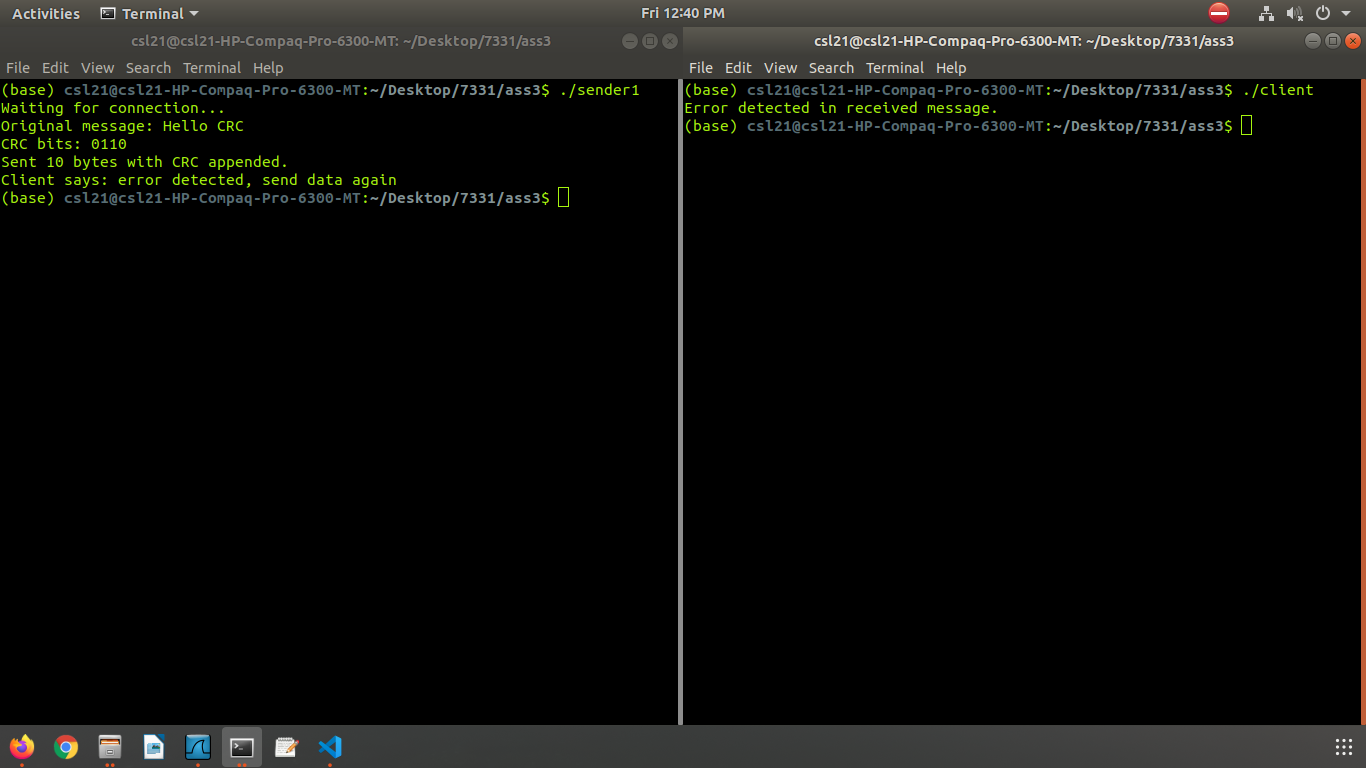 Activities Terminal Fri 12:40 PM
csl21@csl21-HP-Compaq-Pro-6300-MT: ~/Desktop/7331/ass3
File Edit View Search Terminal Help
(base) csl21@csl21-HP-Compaq-Pro-6300-MT:~/Desktop/7331/ass3$ ./sender1
Waiting for connection...
Original message: Hello CRC
CRC bits: 0110
Sent 10 bytes with CRC appended.
Client says: error detected, send data again
(base) csl21@csl21-HP-Compaq-Pro-6300-MT:~/Desktop/7331/ass3$
csl21@csl21-HP-Compaq-Pro-6300-MT: ~/Desktop/7331/ass3
File Edit View Search Terminal Help
(base) csl21@csl21-HP-Compaq-Pro-6300-MT:~/Desktop/7331/ass3$ ./client
Error detected in received message.
(base) csl21@csl21-HP-Compaq-Pro-6300-MT:~/Desktop/7331/ass3$